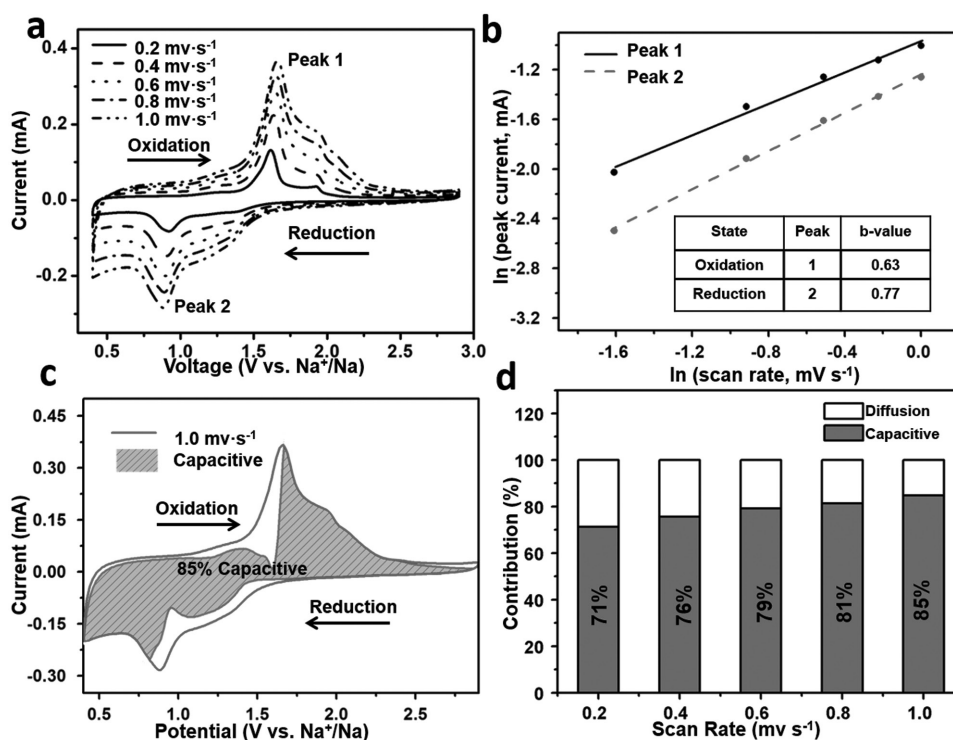 a
0.2 mv·s⁻¹
0.4 mv·s⁻¹
0.6 mv·s⁻¹
0.8 mv·s⁻¹
1.0 mv·s⁻¹
Peak 1
Oxidation
Reduction
Peak 2
0.4
0.2
0.0
-0.2
Current (mA)
0.5 1.0 1.5 2.0 2.5 3.0
Voltage (V vs. Na⁺/Na)
b
Peak 1
Peak 2
-1.2
-1.6
-2.0
-2.4
-2.8
-3.2
ln (peak current, mA)
State Peak b-value
Oxidation 1 0.63
Reduction 2 0.77
-1.6 -1.2 -0.8 -0.4 0.0
ln (scan rate, mV s⁻¹)
c
1.0 mv·s⁻¹
Capacitive
Oxidation
85% Capacitive
Reduction
0.45
0.30
0.15
0.00
-0.15
-0.30
Current (mA)
0.5 1.0 1.5 2.0 2.5
Potential (V vs. Na⁺/Na)
d
Diffusion
Capacitive
120
100
80
60
40
20
0
Contribution (%)
71% 76% 79% 81% 85%
0.2 0.4 0.6 0.8 1.0
Scan Rate (mv s⁻¹)